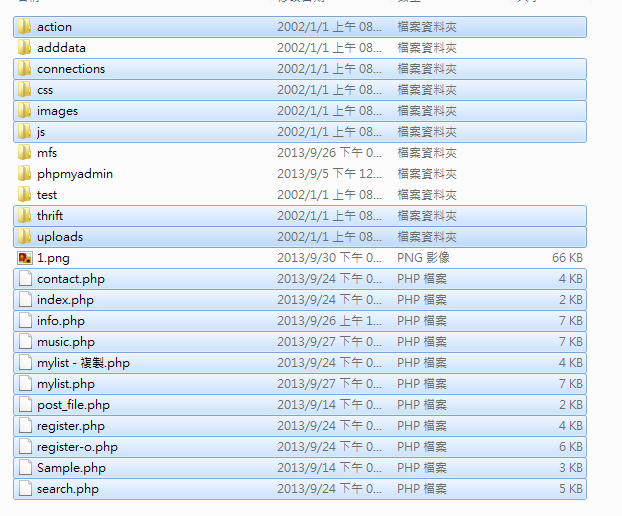 action 2002/1/1 上午 08... 檔案資料夾
adddata 2002/1/1 上午 08... 檔案資料夾
connections 2002/1/1 上午 08... 檔案資料夾
css 2002/1/1 上午 08... 檔案資料夾
images 2002/1/1 上午 08... 檔案資料夾
js 2002/1/1 上午 08... 檔案資料夾
mfs 2013/9/26 下午 0... 檔案資料夾
phpmyadmin 2013/9/5 下午 12... 檔案資料夾
test 2002/1/1 上午 08... 檔案資料夾
thrift 2002/1/1 上午 08... 檔案資料夾
uploads 2002/1/1 上午 08... 檔案資料夾
1.png 2013/9/30 下午 0... PNG 影像 66 KB
contact.php 2013/9/24 下午 0... PHP 檔案 4 KB
index.php 2013/9/24 下午 0... PHP 檔案 2 KB
info.php 2013/9/26 上午 1... PHP 檔案 7 KB
music.php 2013/9/27 下午 0... PHP 檔案 7 KB
mylist - 複製.php 2013/9/24 下午 0... PHP 檔案 4 KB
mylist.php 2013/9/27 下午 0... PHP 檔案 7 KB
post_file.php 2013/9/14 下午 0... PHP 檔案 2 KB
register.php 2013/9/24 下午 0... PHP 檔案 4 KB
register-o.php 2013/9/24 下午 0... PHP 檔案 6 KB
Sample.php 2013/9/14 下午 0... PHP 檔案 3 KB
search.php 2013/9/24 下午 0... PHP 檔案 5 KB